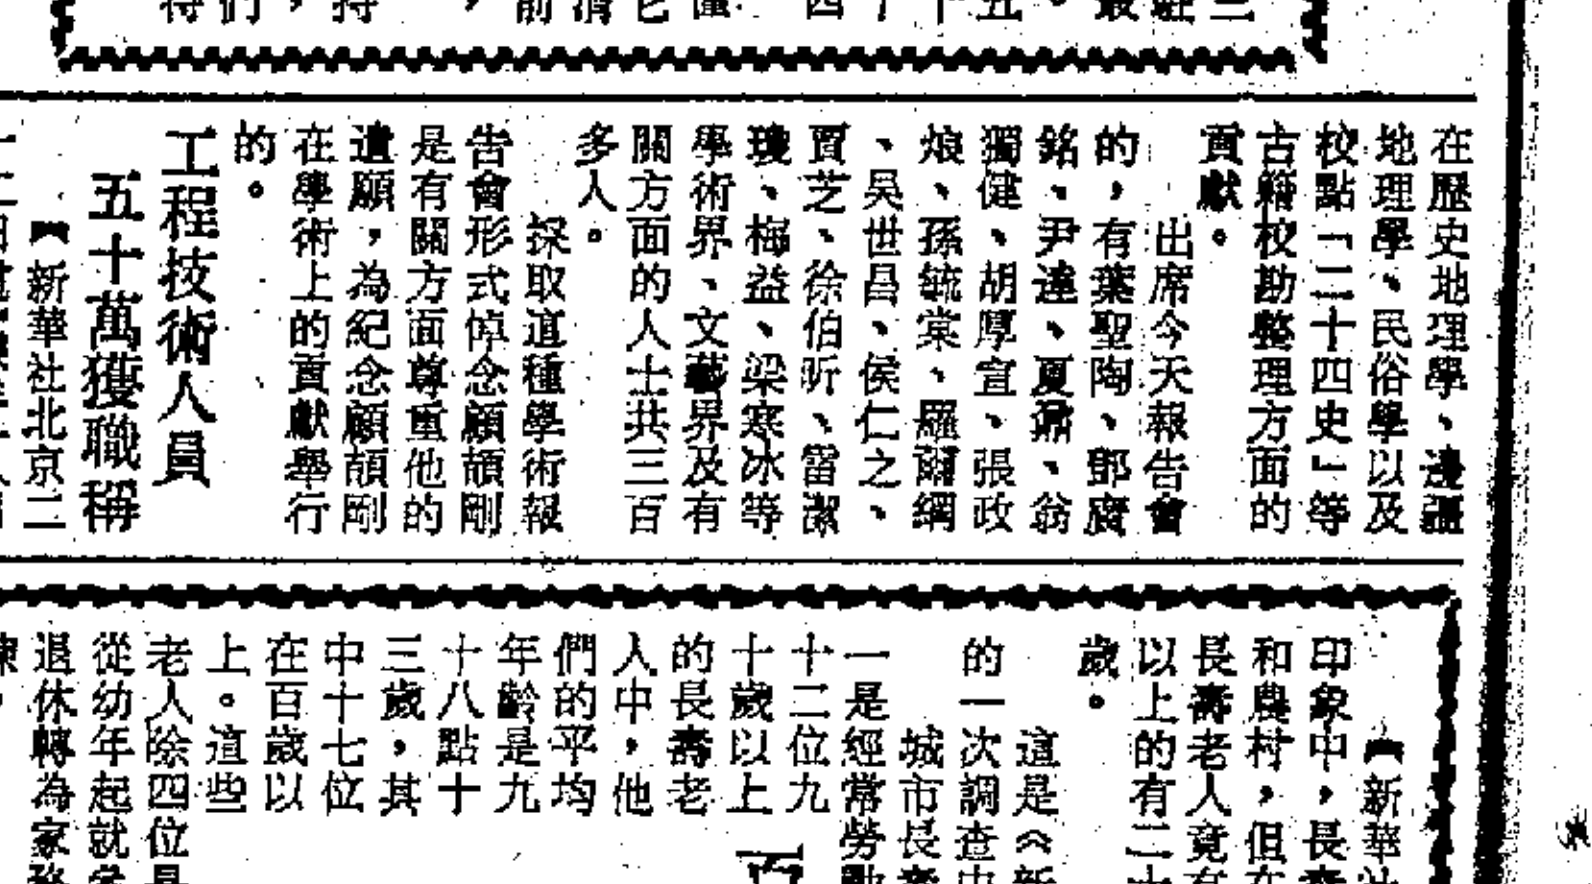 在歷史地理學、邊疆
地理學、民俗學以及
校點「二十四史」等
古籍校勘整理方面的
貢獻。
出席今天報告會
的，有葉聖陶、鄧廣
銘、尹達、夏鼐、翁
獨健、胡厚宣、張政
烺、孫毓棠、羅爾綱
、吳世昌、侯仁之、
賈芝、徐伯昕、雷潔
瓊、梅益、梁寒冰等
學術界、文藝界及有
關方面的人士共三百
多人。
採取這種學術報
告會形式悼念顧頡剛
是有關方面尊重他的
遺願，為紀念顧頡剛
在學術上的貢獻舉行
的。
工程技術人員
五十萬獲職稱
【新華社北京二
【新華社
印象中，長壽
和農村，但在
長壽老人竟有
以上的有二十
歲。
這是《新
的一次調查中
城市長壽
一是經常勞動
十二位九
十歲以上
的長壽老
人中，他
們的平均
年齡是九
十八點十
三歲，其
中十七位
在百歲以
上。這些
老人除四位是
從幼年起就參
退休轉為家務